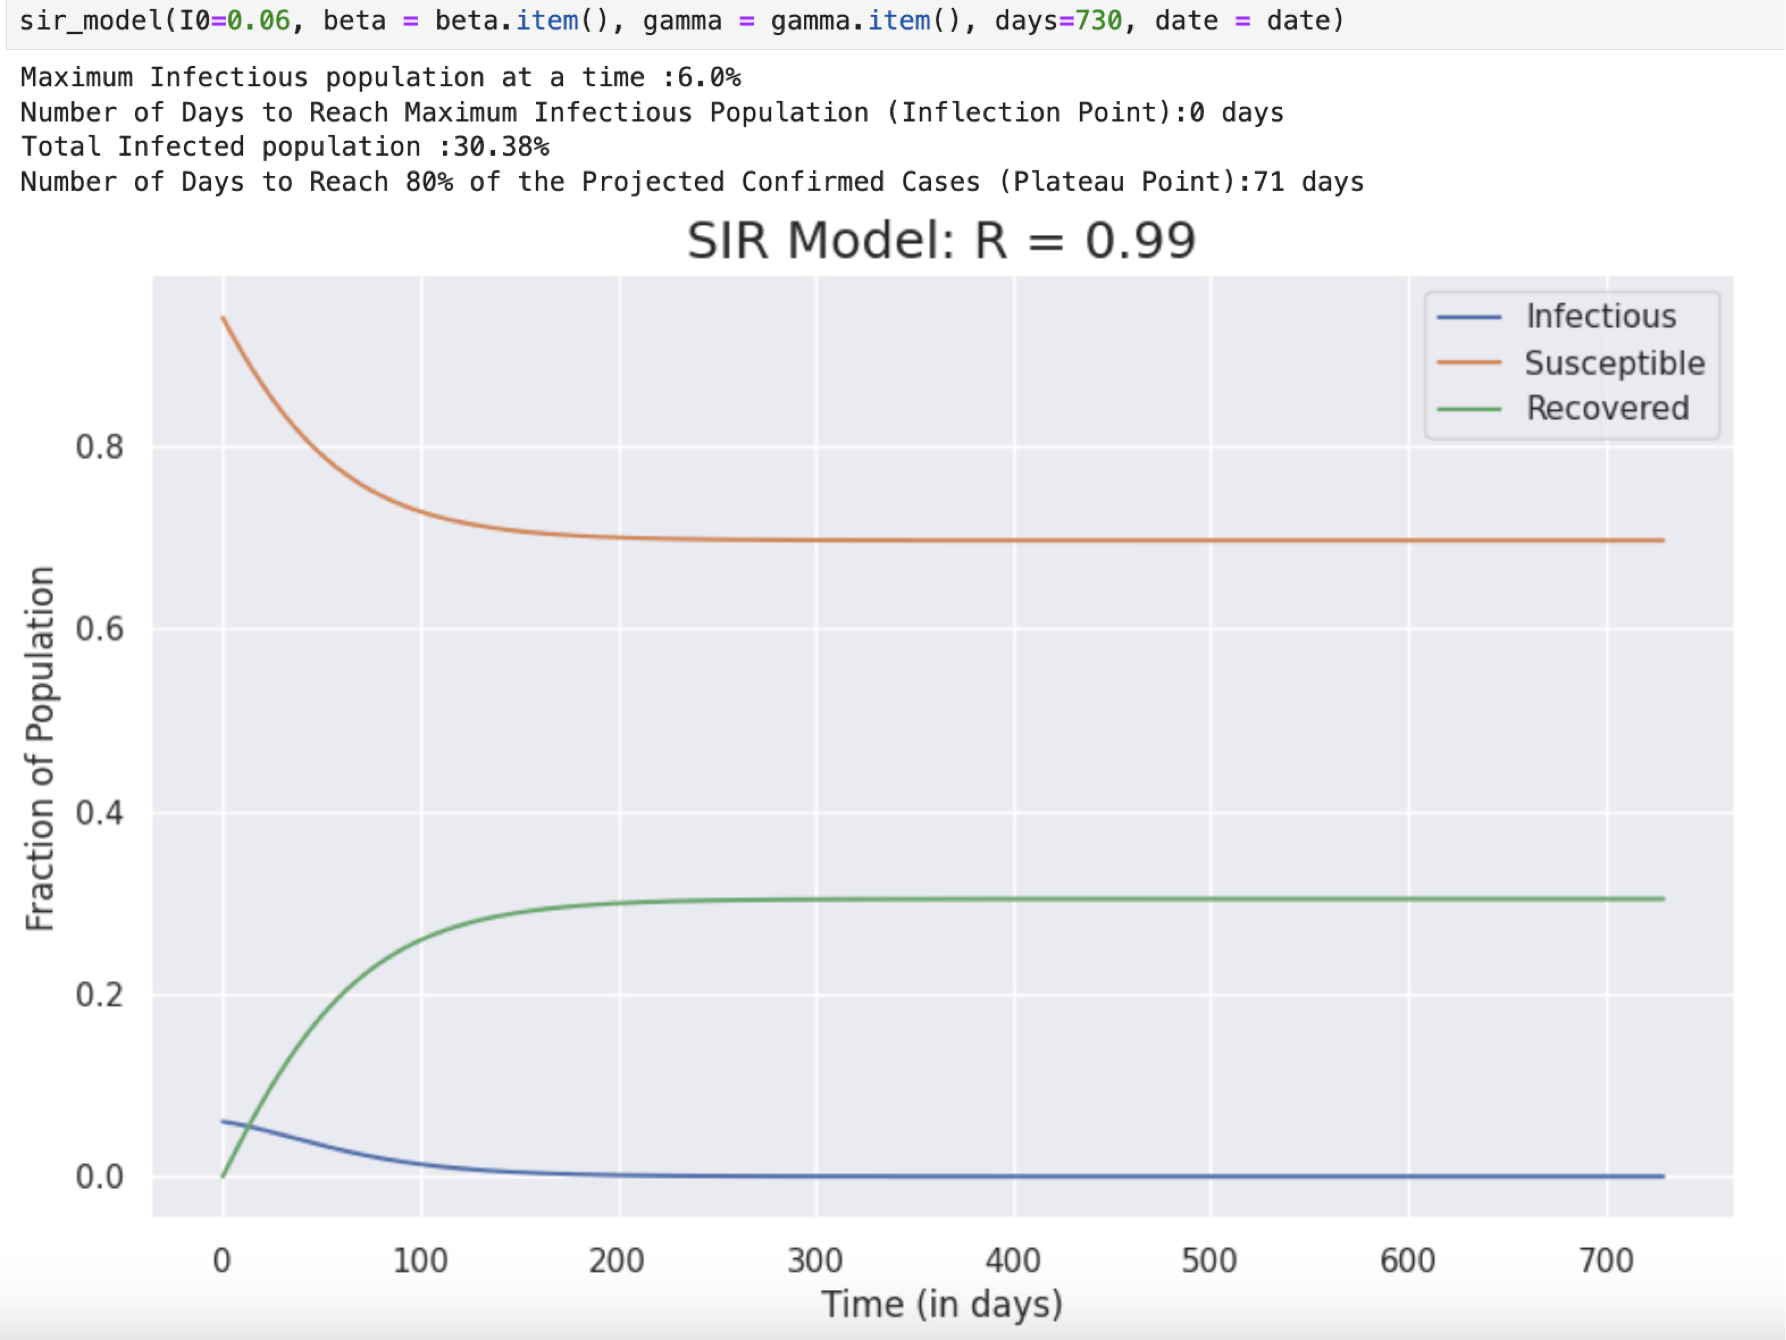 sir_model(I0=0.06, beta = beta.item(), gamma = gamma.item(), days=730, date = date)
Maximum Infectious population at a time :6.0%
Number of Days to Reach Maximum Infectious Population (Inflection Point):0 days
Total Infected population :30.38%
Number of Days to Reach 80% of the Projected Confirmed Cases (Plateau Point):71 days
SIR Model: R = 0.99
Infectious
Susceptible
Recovered
Fraction of Population
0.8
0.6
0.4
0.2
0.0
0 100 200 300 400 500 600 700
Time (in days)